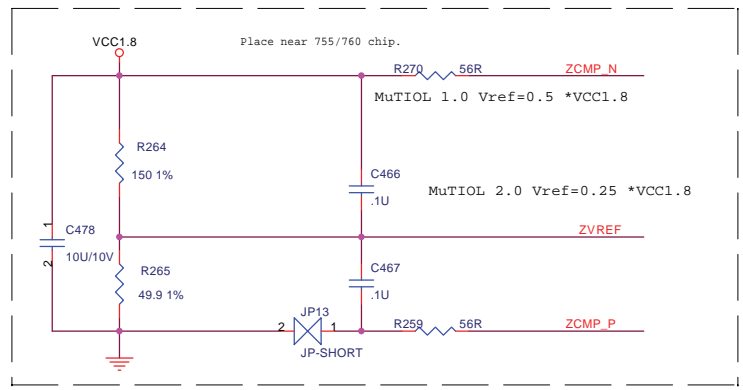 VCC1.8
Place near 755/760 chip.
R270 56R ZCMP_N
MuTIOL 1.0 Vref=0.5 *VCC1.8
R264
150 1%
C466
.1U
MuTIOL 2.0 Vref=0.25 *VCC1.8
1
C478
10U/10V
2
ZVREF
R265
49.9 1%
C467
.1U
JP13
2 1
JP-SHORT
R259 56R ZCMP_P